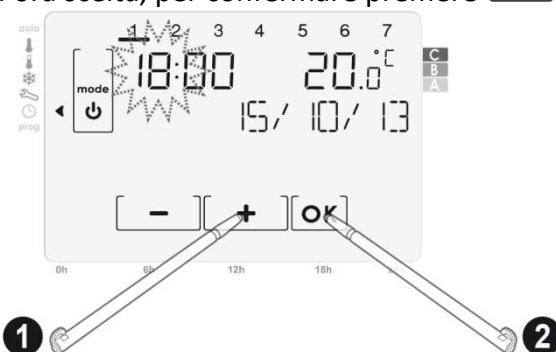 l'ora scelta, per confermare premere
auto
1 2 3 4 5 6 7
18:00 20.0°C
C
B
A
mode
prog
15/ 10/ 13
− + OK
0h 6h 12h 18h
1 2